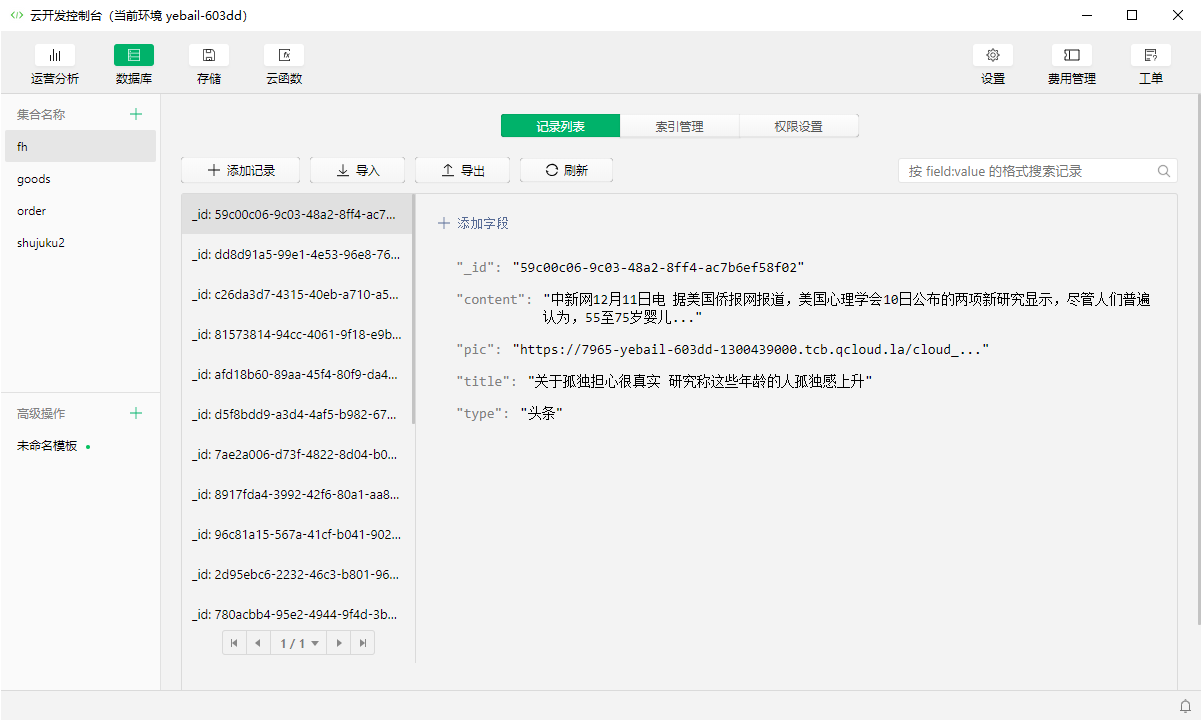 云开发控制台（当前环境 yebail-603dd）
运营分析
数据库
存储
云函数
设置
费用管理
工单
集合名称
fh
goods
order
shujuku2
高级操作
未命名模板
记录列表
索引管理
权限设置
添加记录
导入
导出
刷新
按 field:value 的格式搜索记录
_id: 59c00c06-9c03-48a2-8ff4-ac7...
_id: dd8d91a5-99e1-4e53-96e8-76...
_id: c26da3d7-4315-40eb-a710-a5...
_id: 81573814-94cc-4061-9f18-e9b...
_id: afd18b60-89aa-45f4-80f9-da4...
_id: d5f8bdd9-a3d4-4af5-b982-67...
_id: 7ae2a006-d73f-4822-8d04-b0...
_id: 8917fda4-3992-42f6-80a1-aa8...
_id: 96c81a15-567a-41cf-b041-902...
_id: 2d95ebc6-2232-46c3-b801-96...
_id: 780acbb4-95e2-4944-9f4d-3b...
1 / 1
添加字段
"_id": "59c00c06-9c03-48a2-8ff4-ac7b6ef58f02"
"content": "中新网12月11日电 据美国侨报网报道，美国心理学会10日公布的两项新研究显示，尽管人们普遍
认为，55至75岁婴儿..."
"pic": "https://7965-yebail-603dd-1300439000.tcb.qcloud.la/cloud_..."
"title": "关于孤独担心很真实 研究称这些年龄的人孤独感上升"
"type": "头条"